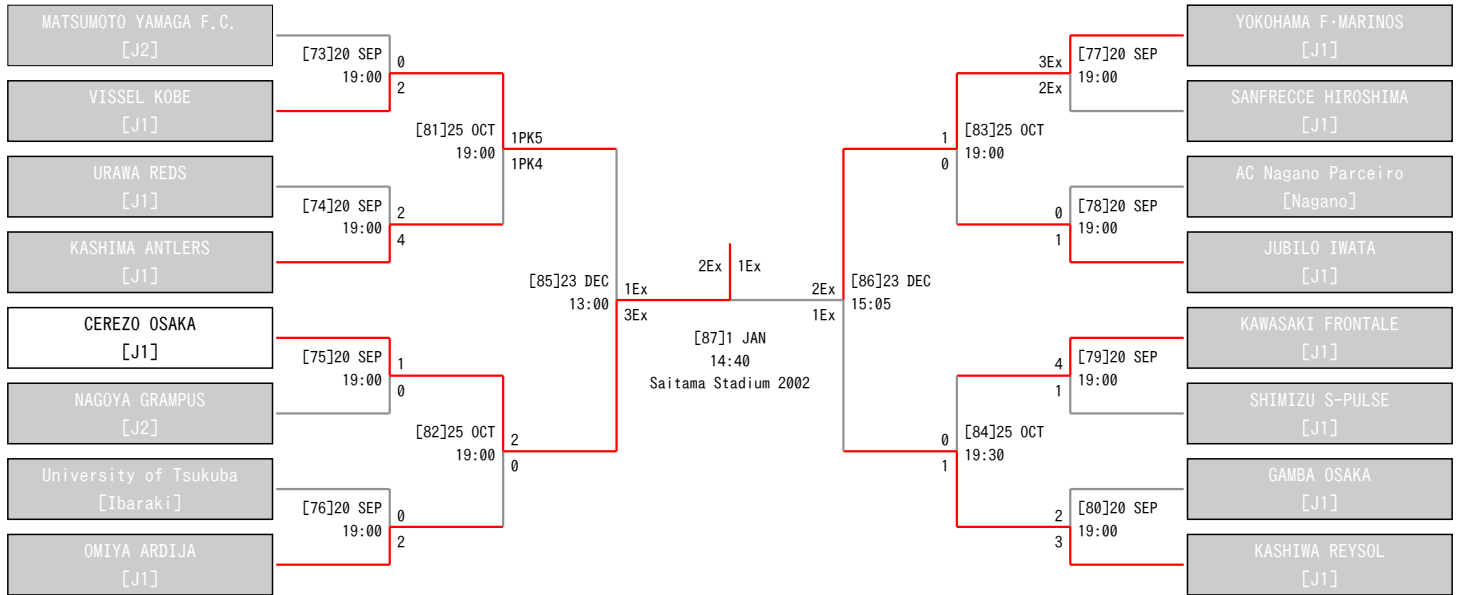 MATSUMOTO YAMAGA F.C.
[J2]
[73]20 SEP
19:00
0
2
VISSEL KOBE
[J1]
[81]25 OCT
19:00
1PK5
1PK4
URAWA REDS
[J1]
[74]20 SEP
19:00
2
4
KASHIMA ANTLERS
[J1]
[85]23 DEC
13:00
1Ex
3Ex
CEREZO OSAKA
[J1]
[75]20 SEP
19:00
1
0
NAGOYA GRAMPUS
[J2]
[82]25 OCT
19:00
2
0
University of Tsukuba
[Ibaraki]
[76]20 SEP
19:00
0
2
OMIYA ARDIJA
[J1]
2Ex
1Ex
[87]1 JAN
14:40
Saitama Stadium 2002
YOKOHAMA F·MARINOS
[J1]
3Ex
2Ex
[77]20 SEP
19:00
SANFRECCE HIROSHIMA
[J1]
1
0
[83]25 OCT
19:00
AC Nagano Parceiro
[Nagano]
0
1
[78]20 SEP
19:00
JUBILO IWATA
[J1]
2Ex
1Ex
[86]23 DEC
15:05
KAWASAKI FRONTALE
[J1]
4
1
[79]20 SEP
19:00
SHIMIZU S-PULSE
[J1]
0
1
[84]25 OCT
19:30
GAMBA OSAKA
[J1]
2
3
[80]20 SEP
19:00
KASHIWA REYSOL
[J1]